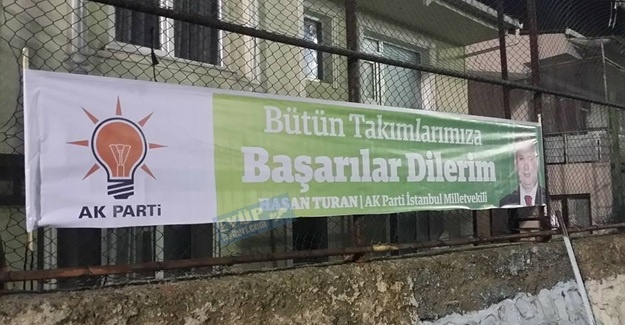 AK PARTi
Bütün Takımlarımıza
Başarılar Dilerim
HASAN TURAN | AK Parti İstanbul Milletvekili